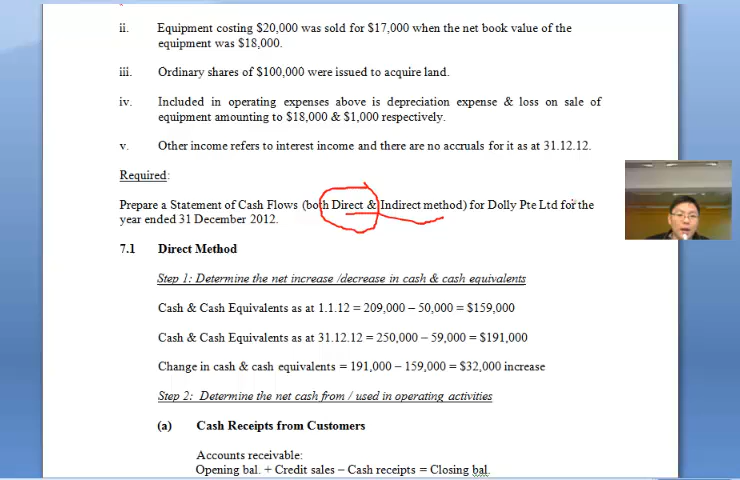 ii. Equipment costing $20,000 was sold for $17,000 when the net book value of the
equipment was $18,000.
iii. Ordinary shares of $100,000 were issued to acquire land.
iv. Included in operating expenses above is depreciation expense & loss on sale of
equipment amounting to $18,000 & $1,000 respectively.
v. Other income refers to interest income and there are no accruals for it as at 31.12.12.
Required:
Prepare a Statement of Cash Flows (both Direct & Indirect method) for Dolly Pte Ltd for the
year ended 31 December 2012.
7.1 Direct Method
Step 1: Determine the net increase /decrease in cash & cash equivalents
Cash & Cash Equivalents as at 1.1.12 = 209,000 – 50,000 = $159,000
Cash & Cash Equivalents as at 31.12.12 = 250,000 – 59,000 = $191,000
Change in cash & cash equivalents = 191,000 – 159,000 = $32,000 increase
Step 2: Determine the net cash from / used in operating activities
(a) Cash Receipts from Customers
Accounts receivable:
Opening bal. + Credit sales – Cash receipts = Closing bal.